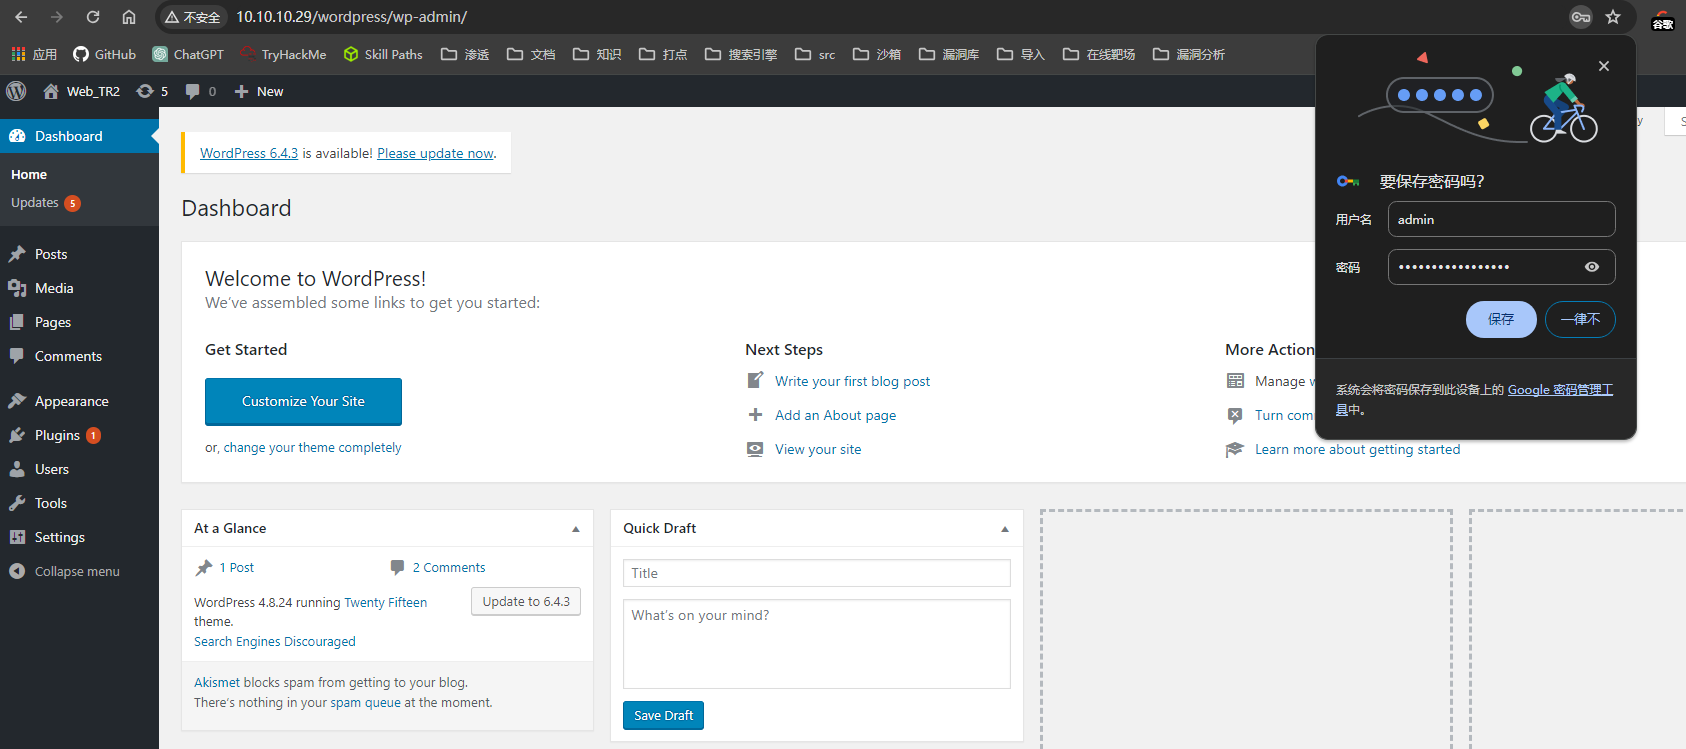 不安全 10.10.10.29/wordpress/wp-admin/
谷歌
应用 GitHub ChatGPT TryHackMe Skill Paths 渗透 文档 知识 打点 搜索引擎 src 沙箱 漏洞库 导入 在线靶场 漏洞分析
Web_TR2 5 0 New
Dashboard
Home
Updates 5
Posts
Media
Pages
Comments
Appearance
Plugins 1
Users
Tools
Settings
Collapse menu
WordPress 6.4.3 is available! Please update now.
Dashboard
Welcome to WordPress!
We've assembled some links to get you started:
Get Started
Customize Your Site
or, change your theme completely
Next Steps
Write your first blog post
Add an About page
View your site
More Action
Manage w
Turn com
Learn more about getting started
At a Glance
1 Post 2 Comments
WordPress 4.8.24 running Twenty Fifteen
theme.
Update to 6.4.3
Search Engines Discouraged
Akismet blocks spam from getting to your blog.
There's nothing in your spam queue at the moment.
Quick Draft
Title
What's on your mind?
Save Draft
要保存密码吗?
用户名 admin
密码 •••••••••••••••••
保存 一律不
系统会将密码保存到此设备上的 Google 密码管理工
具中。